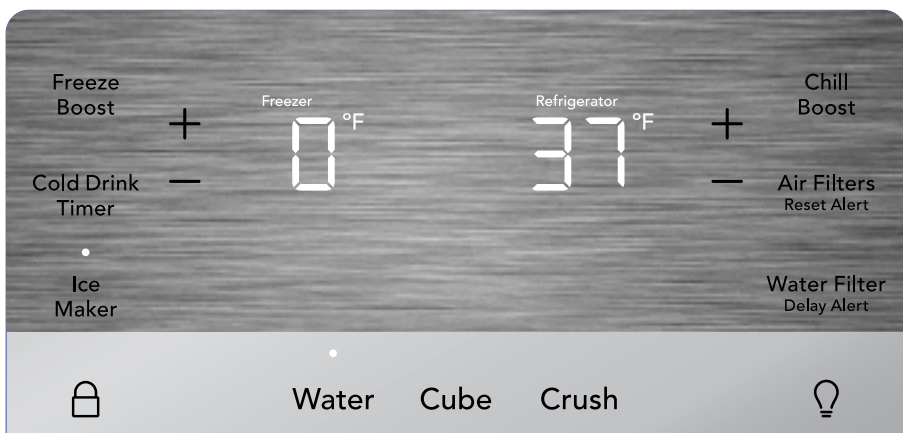 Freeze
Boost
Freezer
0 °F
Refrigerator
37 °F
Chill
Boost
+
+
Cold Drink
Timer
−
−
Air Filters
Reset Alert
Ice
Maker
Water Filter
Delay Alert
Water
Cube
Crush